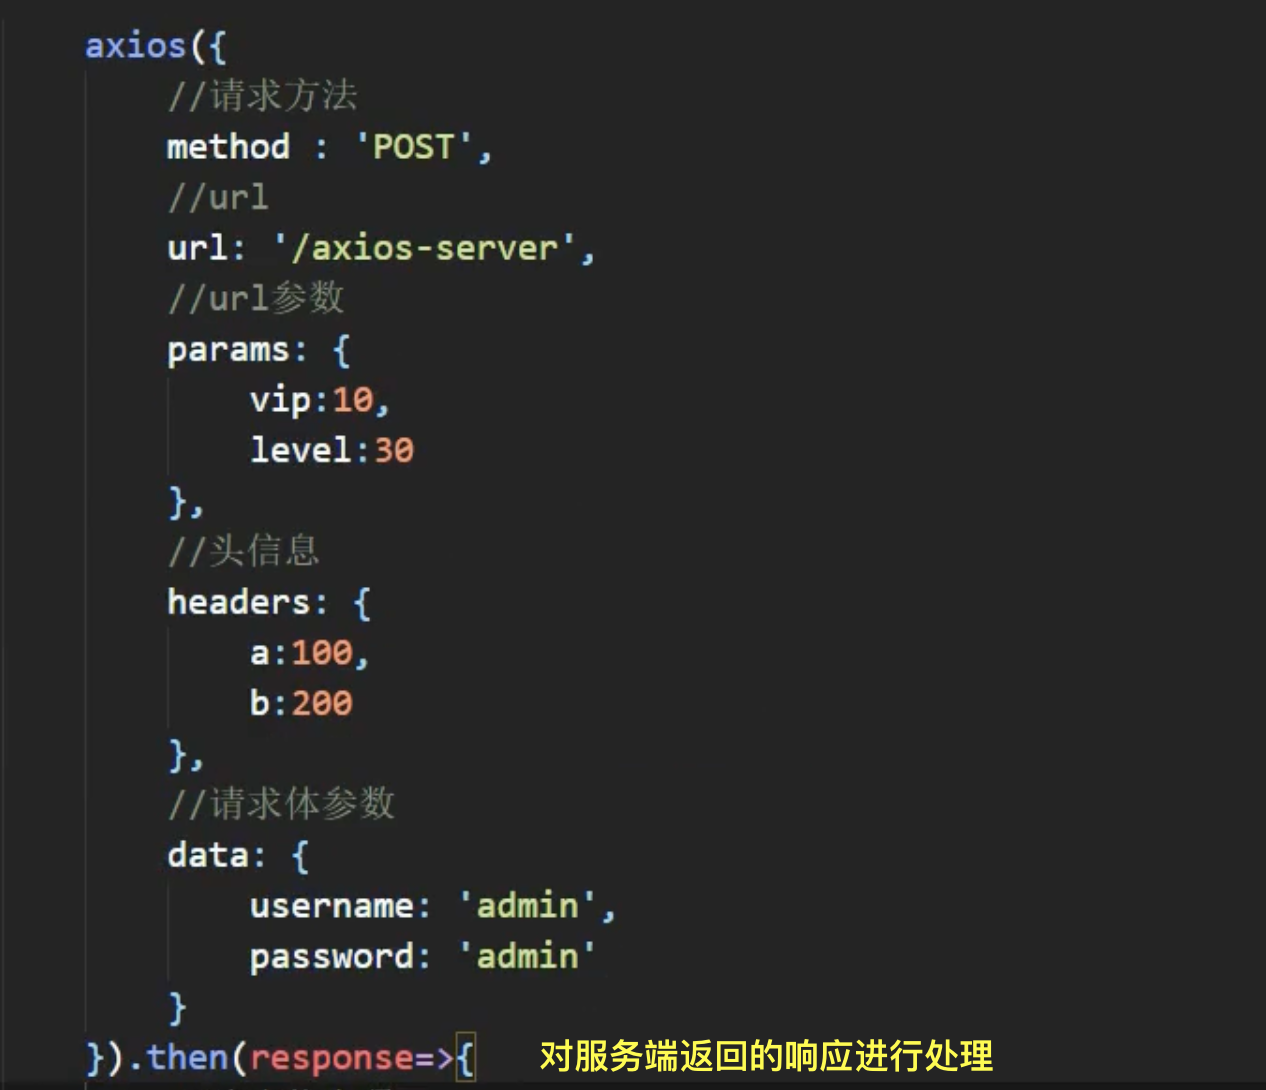 axios({
//请求方法
method : 'POST',
//url
url: '/axios-server',
//url参数
params: {
vip:10,
level:30
},
//头信息
headers: {
a:100,
b:200
},
//请求体参数
data: {
username: 'admin',
password: 'admin'
}
}).then(response=>{ 对服务端返回的响应进行处理